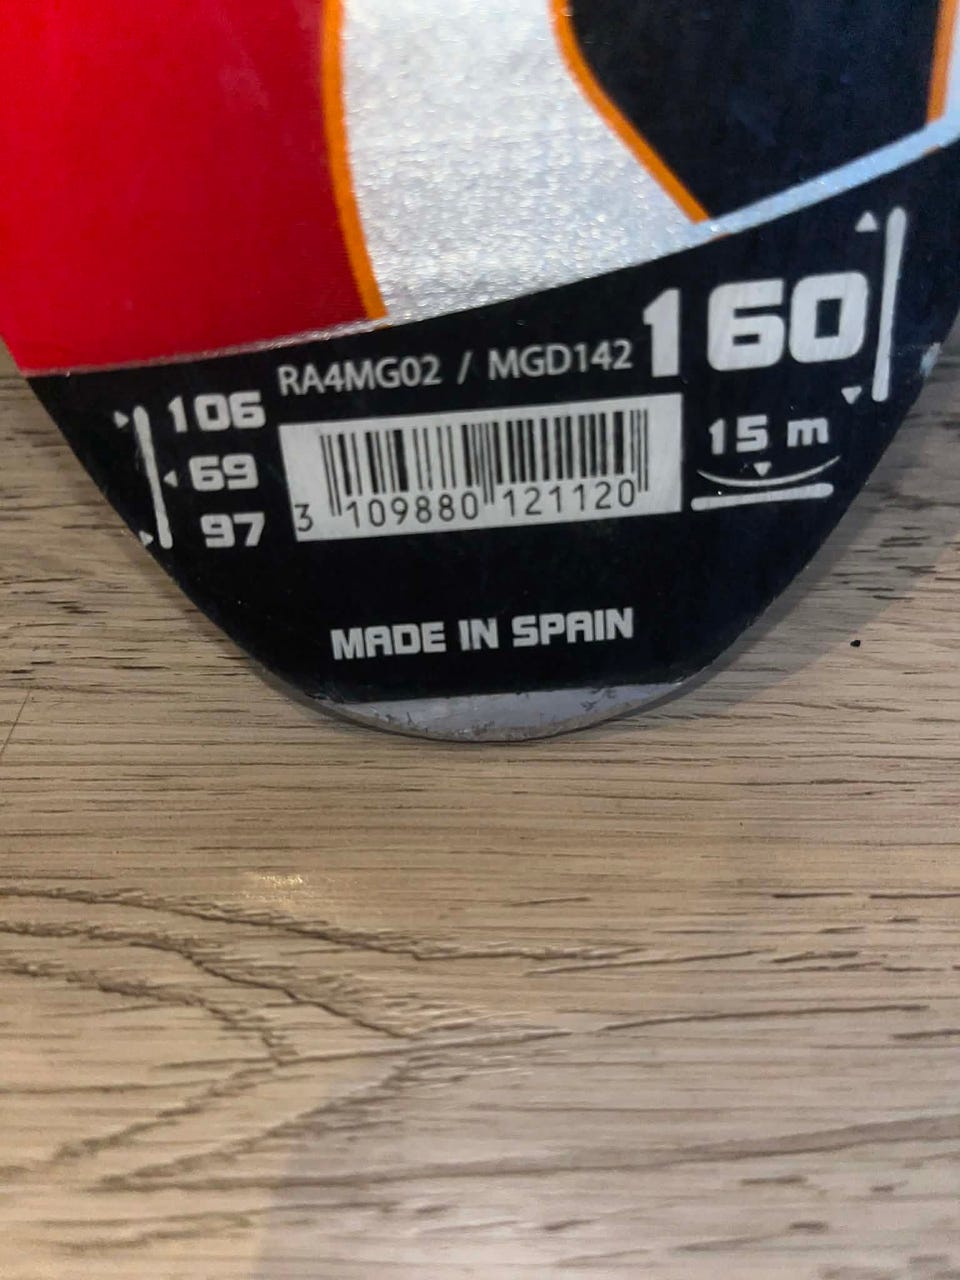 160
RA4MG02 / MGD142
106
69
97
15 m
3 109880 121120
MADE IN SPAIN